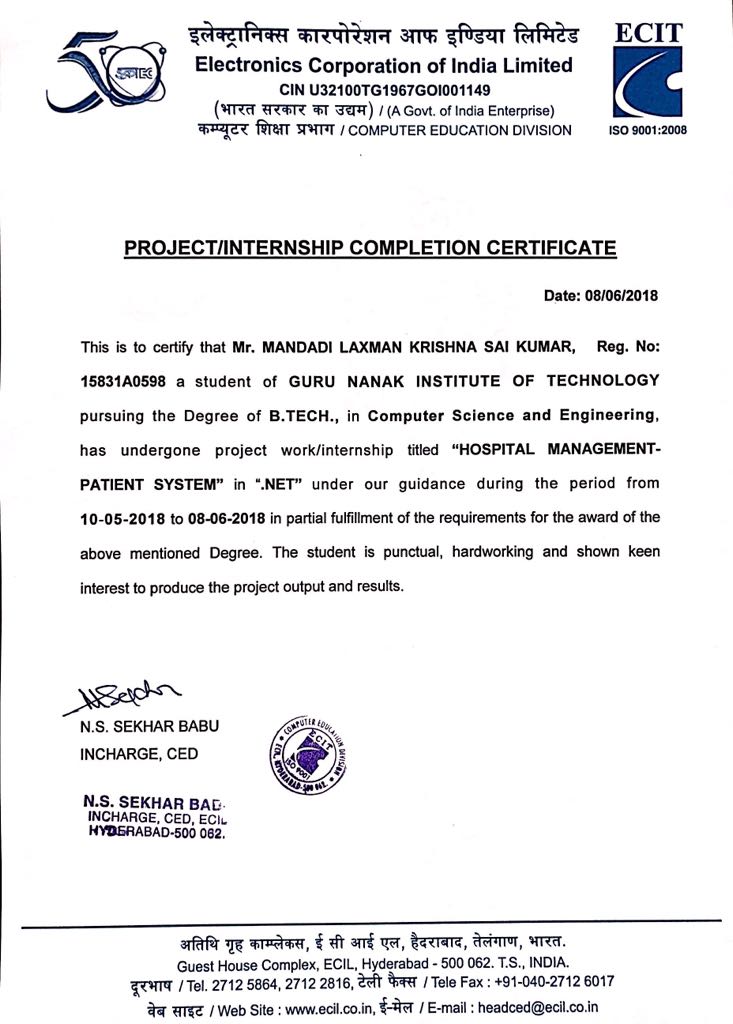 इलेक्ट्रानिक्स कारपोरेशन आफ इण्डिया लिमिटेड
Electronics Corporation of India Limited
CIN U32100TG1967GOI001149
(भारत सरकार का उद्यम) / (A Govt. of India Enterprise)
कम्प्यूटर शिक्षा प्रभाग / COMPUTER EDUCATION DIVISION
ECIT
ISO 9001:2008
PROJECT/INTERNSHIP COMPLETION CERTIFICATE
Date: 08/06/2018
This is to certify that Mr. MANDADI LAXMAN KRISHNA SAI KUMAR, Reg. No:
15831A0598 a student of GURU NANAK INSTITUTE OF TECHNOLOGY
pursuing the Degree of B.TECH., in Computer Science and Engineering,
has undergone project work/internship titled “HOSPITAL MANAGEMENT-
PATIENT SYSTEM” in “.NET” under our guidance during the period from
10-05-2018 to 08-06-2018 in partial fulfillment of the requirements for the award of the
above mentioned Degree. The student is punctual, hardworking and shown keen
interest to produce the project output and results.
N.S. SEKHAR BABU
INCHARGE, CED
COMPUTER EDUCATION DIVISION
ECIT
ISO 9001
ECIL, HYDERABAD-500 062.
N.S. SEKHAR BAB
INCHARGE, CED, ECIL
HYDERABAD-500 062.
अतिथि गृह काम्प्लेकस, ई सी आई एल, हैदराबाद, तेलंगाण, भारत.
Guest House Complex, ECIL, Hyderabad - 500 062. T.S., INDIA.
दूरभाष / Tel. 2712 5864, 2712 2816, टेली फैक्स / Tele Fax : +91-040-2712 6017
वेब साइट / Web Site : www.ecil.co.in, ई-मेल / E-mail : headced@ecil.co.in